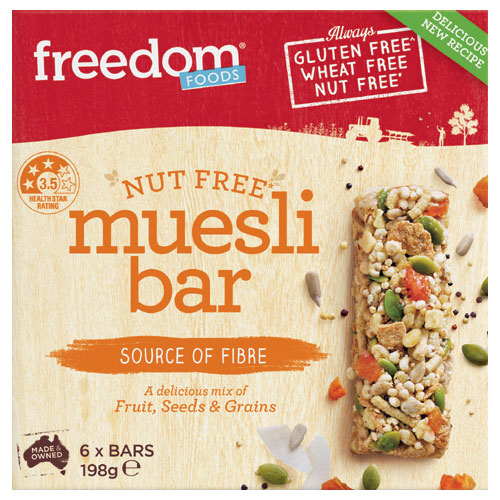 freedom®
FOODS
Always
GLUTEN FREE^
WHEAT FREE
NUT FREE*
DELICIOUS
NEW RECIPE
3.5
HEALTH STAR
RATING
NUT FREE*
muesli
bar
SOURCE OF FIBRE
A delicious mix of
Fruit, Seeds & Grains
MADE &
OWNED
6 x BARS
198g ℮